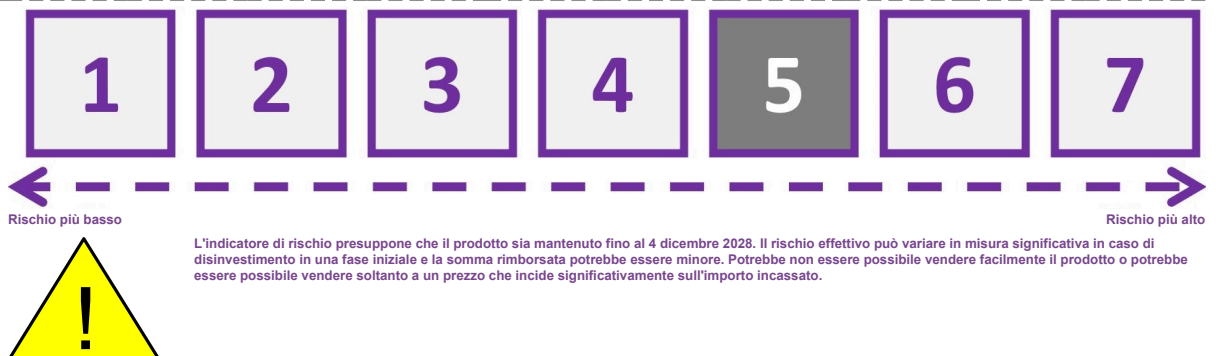 1 2 3 4 5 6 7
Rischio più basso Rischio più alto
L'indicatore di rischio presuppone che il prodotto sia mantenuto fino al 4 dicembre 2028. Il rischio effettivo può variare in misura significativa in caso di
disinvestimento in una fase iniziale e la somma rimborsata potrebbe essere minore. Potrebbe non essere possibile vendere facilmente il prodotto o potrebbe
essere possibile vendere soltanto a un prezzo che incide significativamente sull'importo incassato.
!